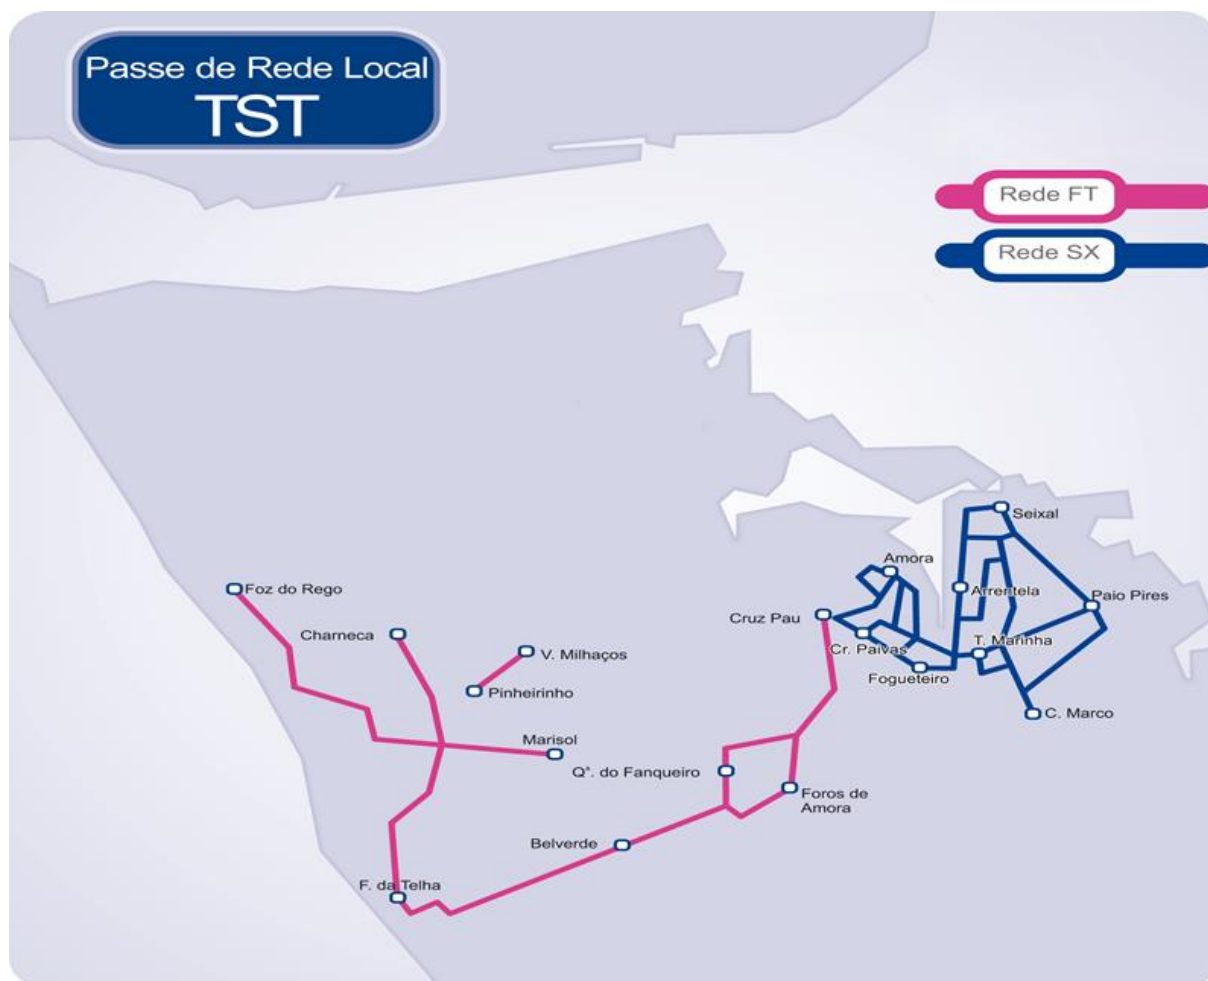 Passe de Rede Local
TST
Rede FT
Rede SX
Seixal
Amora
Foz do Rego
Arrentela
Paio Pires
Cruz Pau
Charneca
T. Marinha
Cr. Paivas
V. Milhaços
Fogueteiro
Pinheirinho
C. Marco
Marisol
Qª. do Fanqueiro
Foros de
Amora
Belverde
F. da Telha